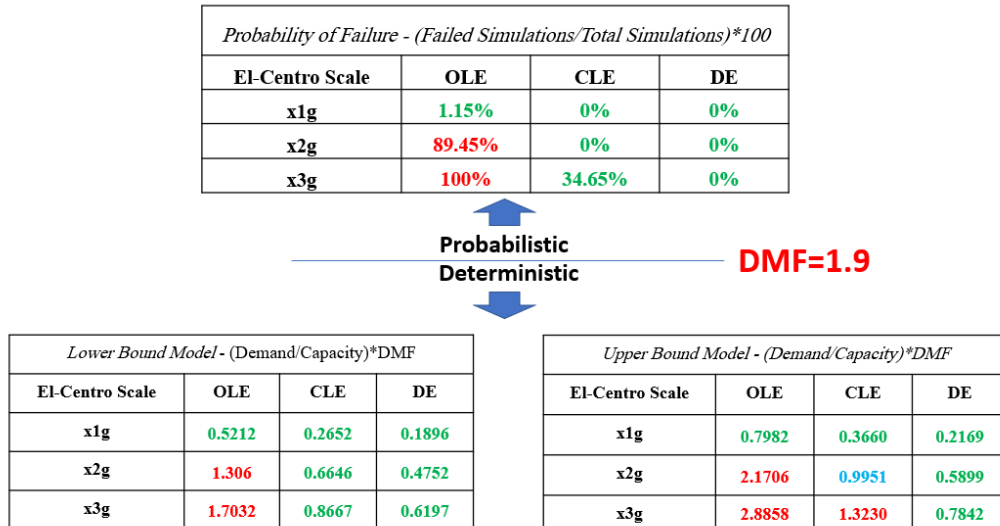 Probability of Failure - (Failed Simulations/Total Simulations)*100
El-Centro Scale OLE CLE DE
x1g 1.15% 0% 0%
x2g 89.45% 0% 0%
x3g 100% 34.65% 0%
Probabilistic
Deterministic
DMF=1.9
Lower Bound Model - (Demand/Capacity)*DMF
El-Centro Scale OLE CLE DE
x1g 0.5212 0.2652 0.1896
x2g 1.306 0.6646 0.4752
x3g 1.7032 0.8667 0.6197
Upper Bound Model - (Demand/Capacity)*DMF
El-Centro Scale OLE CLE DE
x1g 0.7982 0.3660 0.2169
x2g 2.1706 0.9951 0.5899
x3g 2.8858 1.3230 0.7842